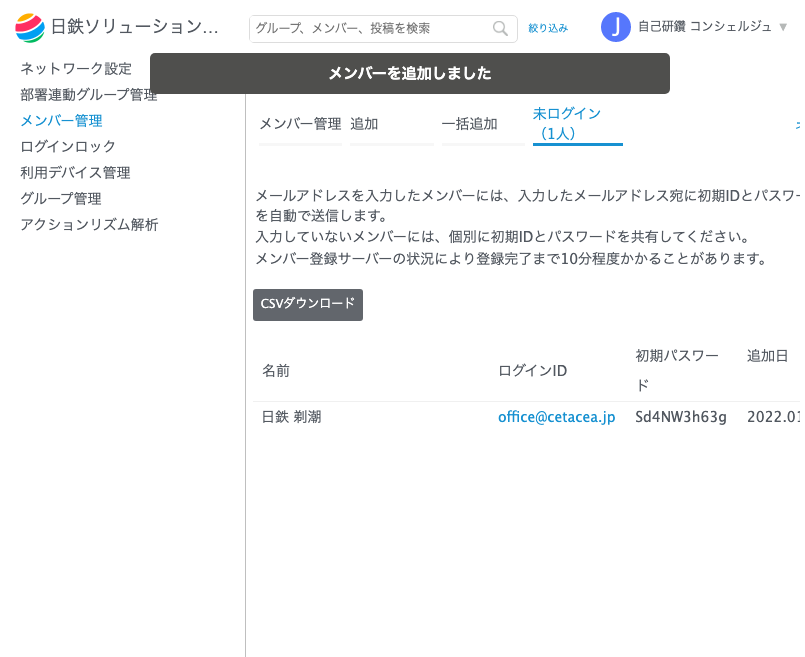 日鉄ソリューション...
グループ、メンバー、投稿を検索
絞り込み
J
自己研鑽 コンシェルジュ ▼
メンバーを追加しました
ネットワーク設定
部署連動グループ管理
メンバー管理
ログインロック
利用デバイス管理
グループ管理
アクションリズム解析
メンバー管理
追加
一括追加
未ログイン
（1人）
メールアドレスを入力したメンバーには、入力したメールアドレス宛に初期IDとパスワー
を自動で送信します。
入力していないメンバーには、個別に初期IDとパスワードを共有してください。
メンバー登録サーバーの状況により登録完了まで10分程度かかることがあります。
CSVダウンロード
名前
ログインID
初期パスワー
ド
追加日
日鉄 剃潮
office@cetacea.jp
Sd4NW3h63g
2022.01